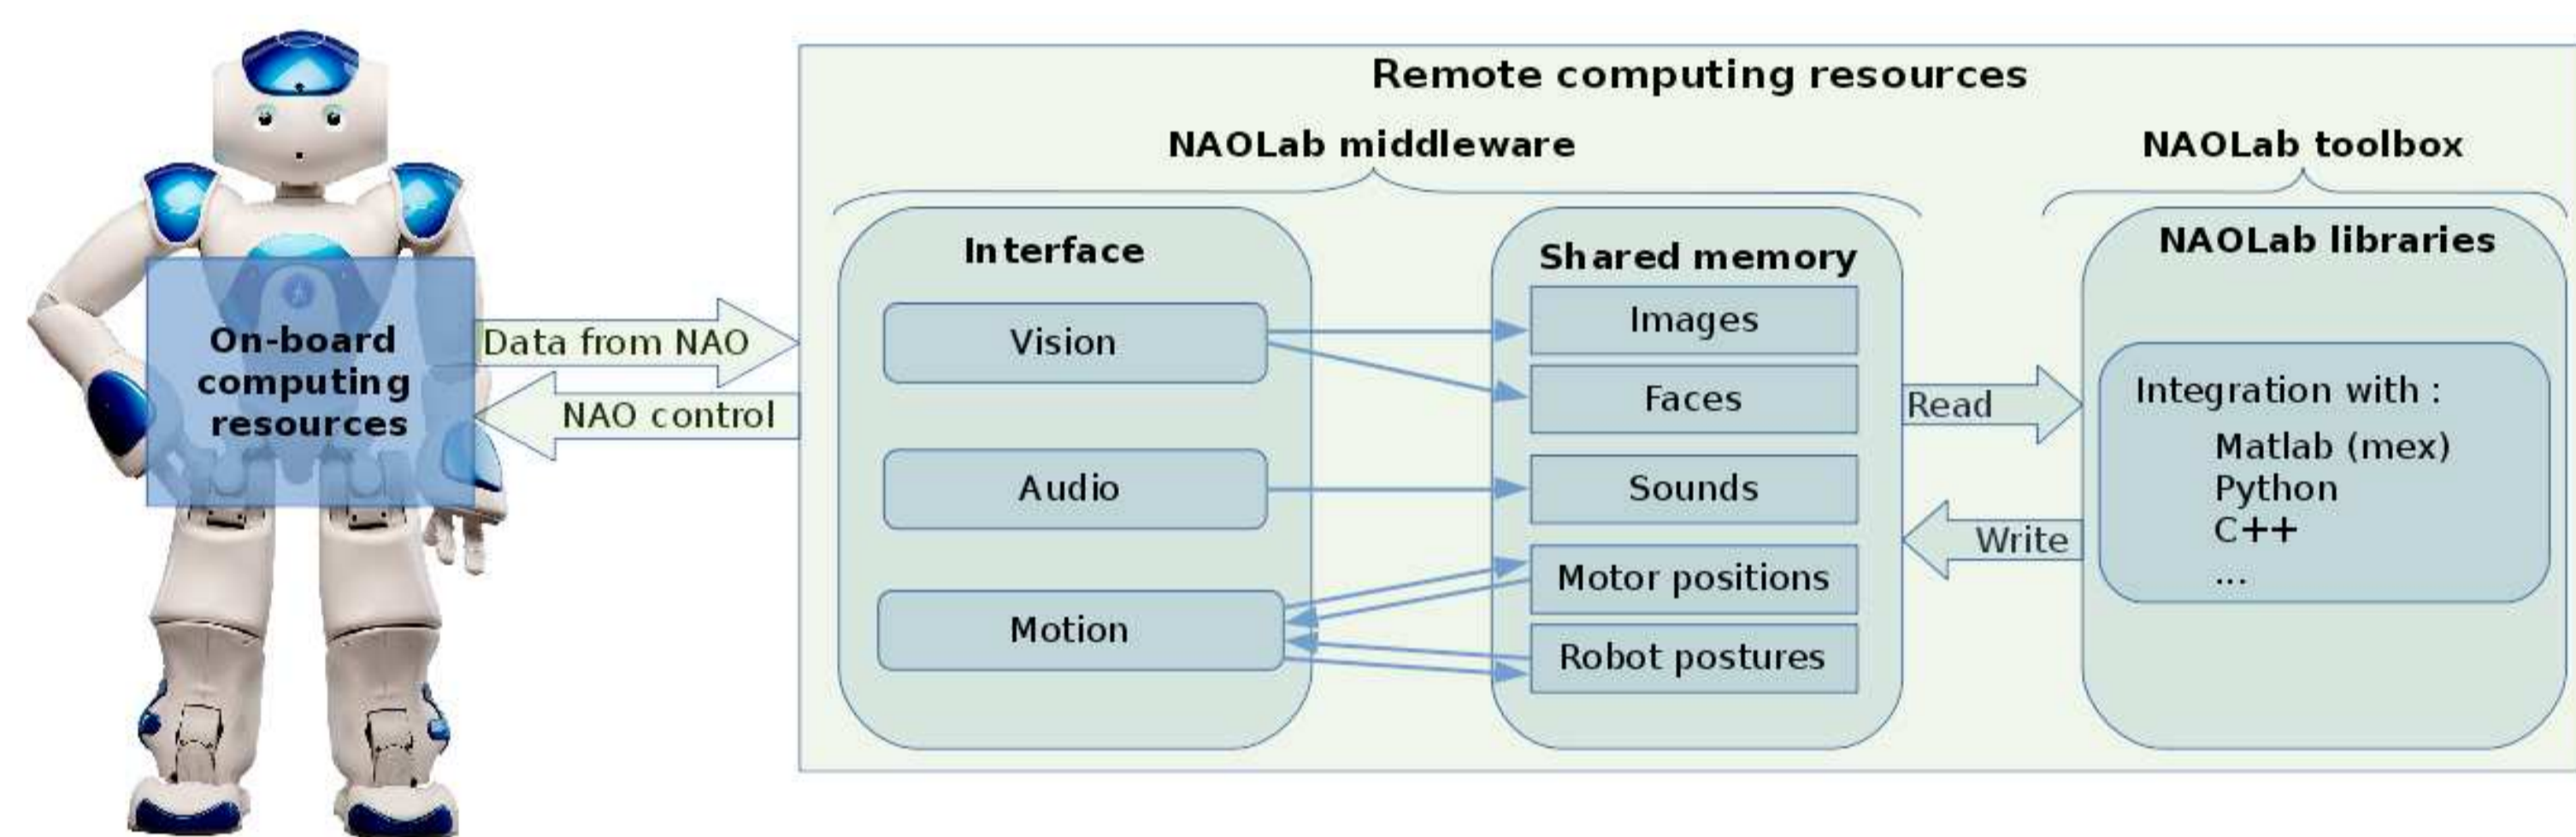 Remote computing resources
NAOLab middleware
NAOLab toolbox
On-board
computing
resources
Data from NAO
NAO control
Interface
Vision
Audio
Motion
Shared memory
Images
Faces
Sounds
Motor positions
Robot postures
Read
Write
NAOLab libraries
Integration with :
Matlab (mex)
Python
C++
...